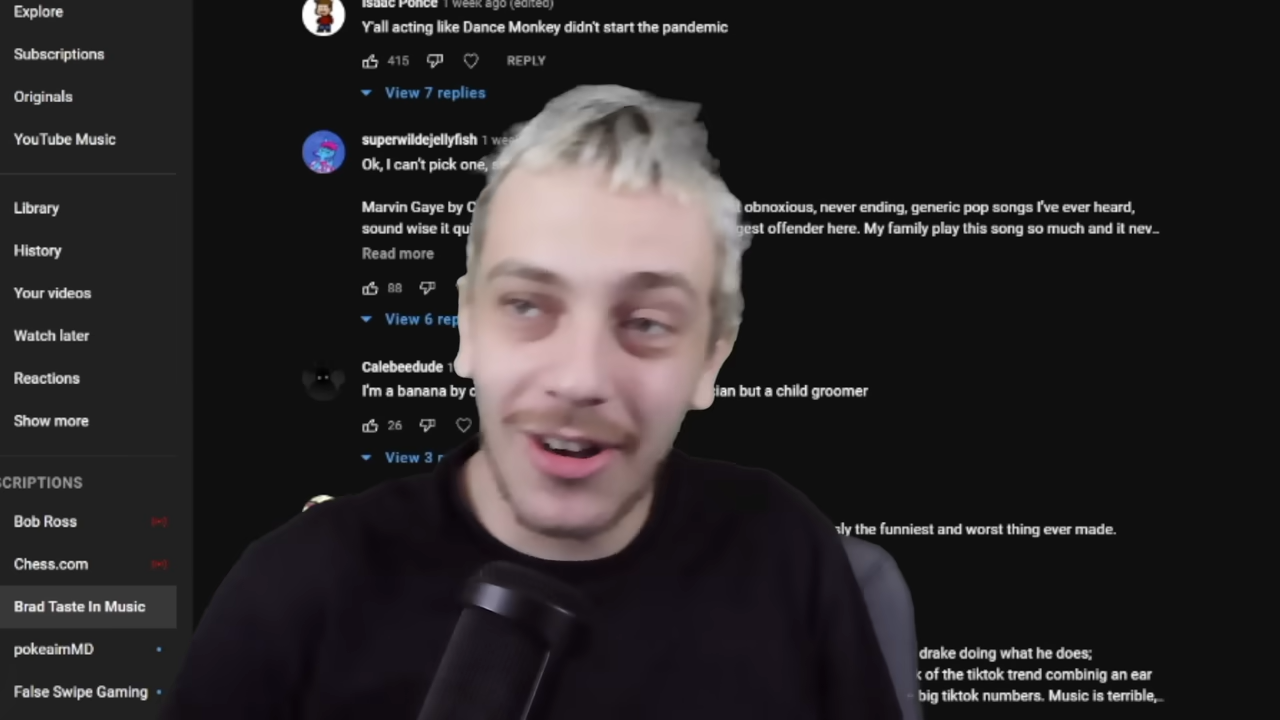 Explore
Subscriptions
Originals
YouTube Music
Library
History
Your videos
Watch later
Reactions
Show more
SCRIPTIONS
Bob Ross
Chess.com
Brad Taste In Music
pokeaimMD
False Swipe Gaming
Isaac Ponce 1 week ago (edited)
Y'all acting like Dance Monkey didn't start the pandemic
415 REPLY
View 7 replies
superwildejellyfish 1 wee
Ok, I can't pick one,
Marvin Gaye by C obnoxious, never ending, generic pop songs I've ever heard,
sound wise it qu gest offender here. My family play this song so much and it nev..
Read more
88
View 6 rep
Calebeedude
I'm a banana by cian but a child groomer
26
View 3 r
sly the funniest and worst thing ever made.
drake doing what he does;
of the tiktok trend combinig an ear
big tiktok numbers. Music is terrible,..